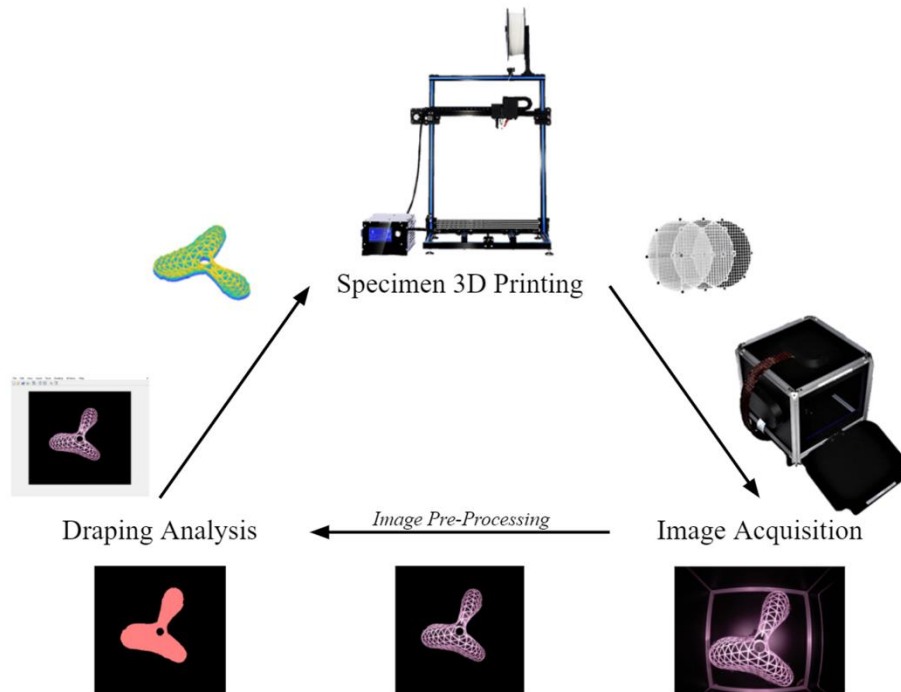 Specimen 3D Printing
Draping Analysis
Image Pre-Processing
Image Acquisition